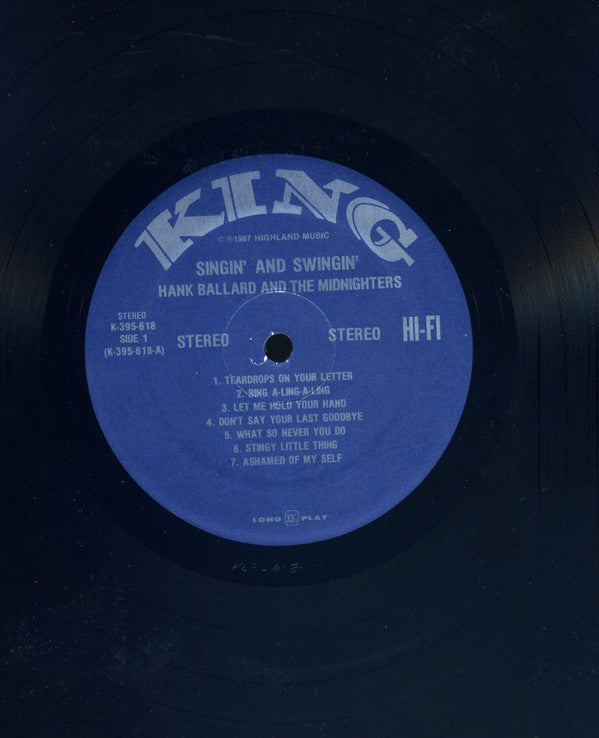 KING
©℗1987 HIGHLAND MUSIC
SINGIN' AND SWINGIN'
HANK BALLARD AND THE MIDNIGHTERS
STEREO
K-395-618
SIDE 1
(K-395-618-A)
STEREO
STEREO
HI-FI
1. TEARDROPS ON YOUR LETTER
2. RING A-LING-A-LING
3. LET ME HOLD YOUR HAND
4. DON'T SAY YOUR LAST GOODBYE
5. WHAT SO NEVER YOU DO
6. STINGY LITTLE THING
7. ASHAMED OF MY SELF
LONG 33⅓ PLAY